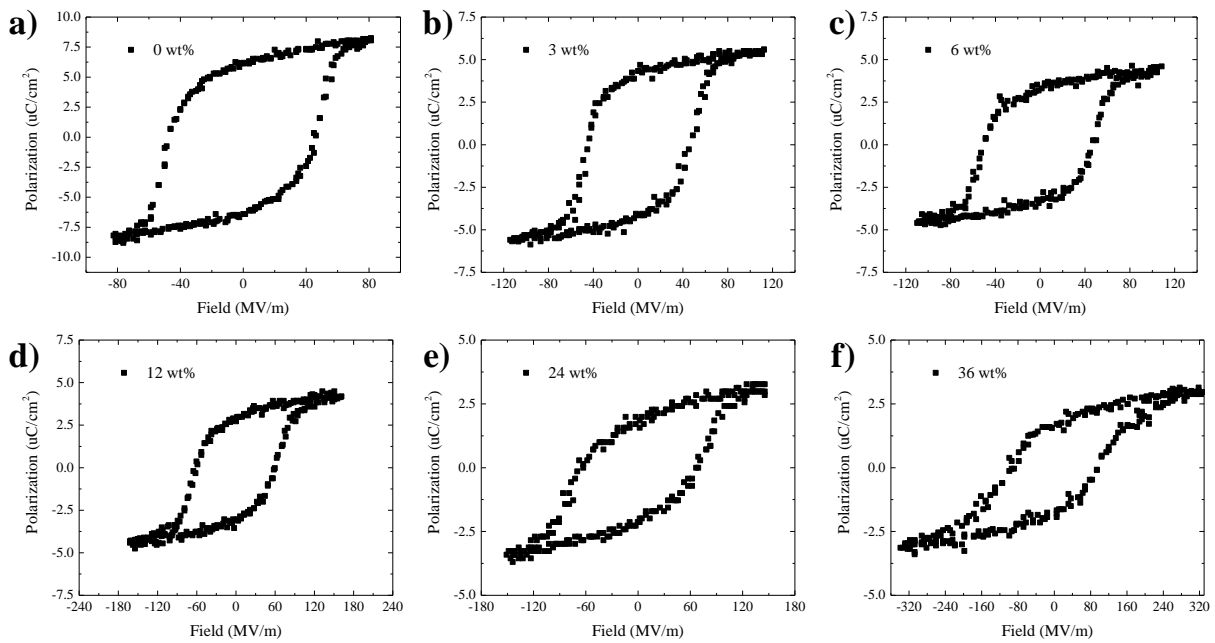 a)
0 wt%
10.0
7.5
5.0
2.5
0.0
-2.5
-5.0
-7.5
-10.0
Polarization (uC/cm²)
-80 -40 0 40 80
Field (MV/m)
b)
3 wt%
7.5
5.0
2.5
0.0
-2.5
-5.0
-7.5
Polarization (uC/cm²)
-120 -80 -40 0 40 80 120
Field (MV/m)
c)
6 wt%
7.5
5.0
2.5
0.0
-2.5
-5.0
-7.5
Polarization (uC/cm²)
-120 -80 -40 0 40 80 120
Field (MV/m)
d)
12 wt%
7.5
5.0
2.5
0.0
-2.5
-5.0
-7.5
Polarization (uC/cm²)
-240 -180 -120 -60 0 60 120 180 240
Field (MV/m)
e)
24 wt%
5.0
2.5
0.0
-2.5
-5.0
Polarization (uC/cm²)
-180 -120 -60 0 60 120 180
Field (MV/m)
f)
36 wt%
5.0
2.5
0.0
-2.5
-5.0
Polarization (uC/cm²)
-320 -240 -160 -80 0 80 160 240 320
Field (MV/m)